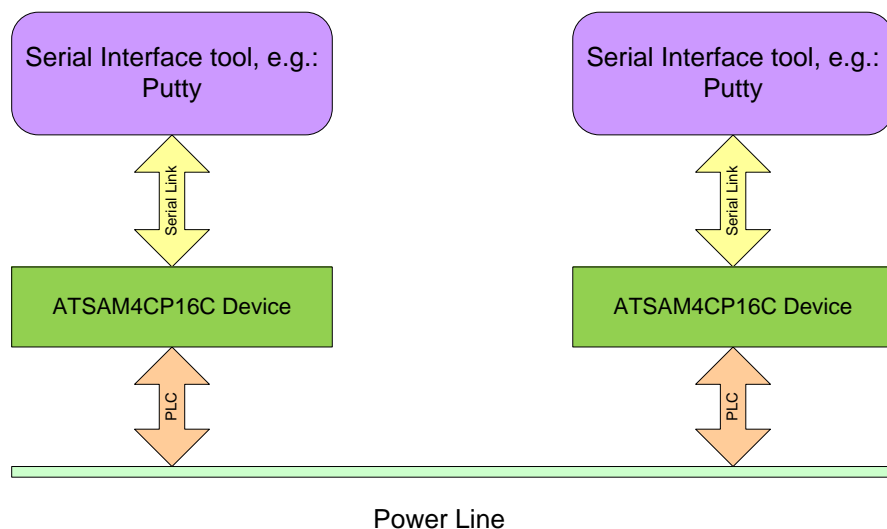 Serial Interface tool, e.g.:
Putty
Serial Interface tool, e.g.:
Putty
Serial Link
Serial Link
ATSAM4CP16C Device
ATSAM4CP16C Device
PLC
PLC
Power Line